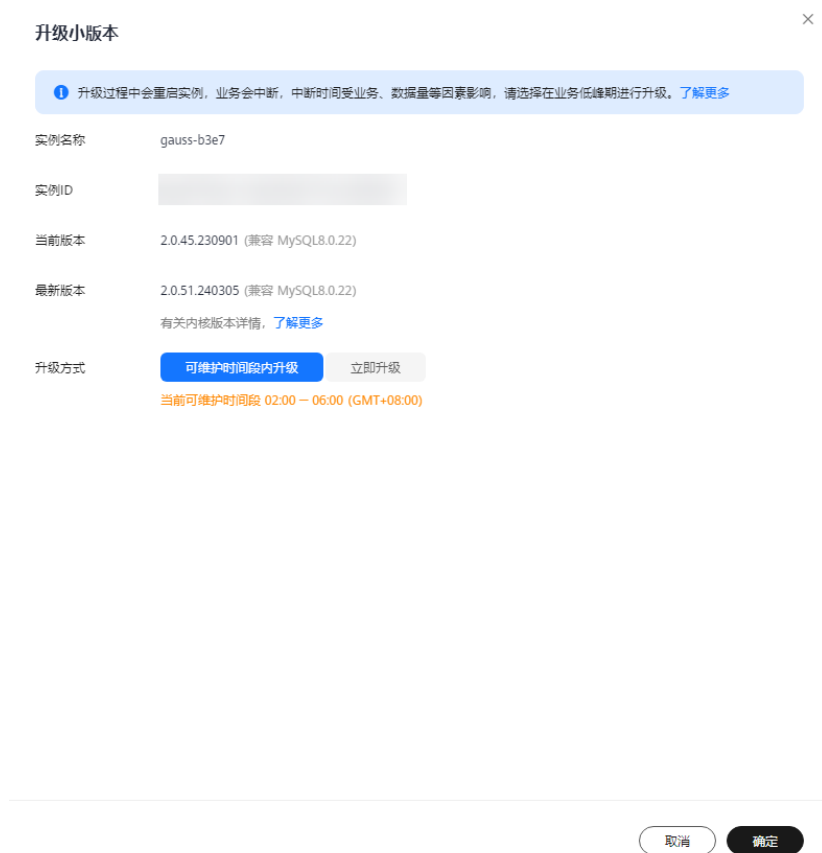 升级小版本
升级过程中会重启实例，业务会中断，中断时间受业务、数据量等因素影响，请选择在业务低峰期进行升级。了解更多
实例名称 gauss-b3e7
实例ID
当前版本 2.0.45.230901 (兼容 MySQL8.0.22)
最新版本 2.0.51.240305 (兼容 MySQL8.0.22)
有关内核版本详情，了解更多
升级方式 可维护时间段内升级 立即升级
当前可维护时间段 02:00 – 06:00 (GMT+08:00)
取消 确定